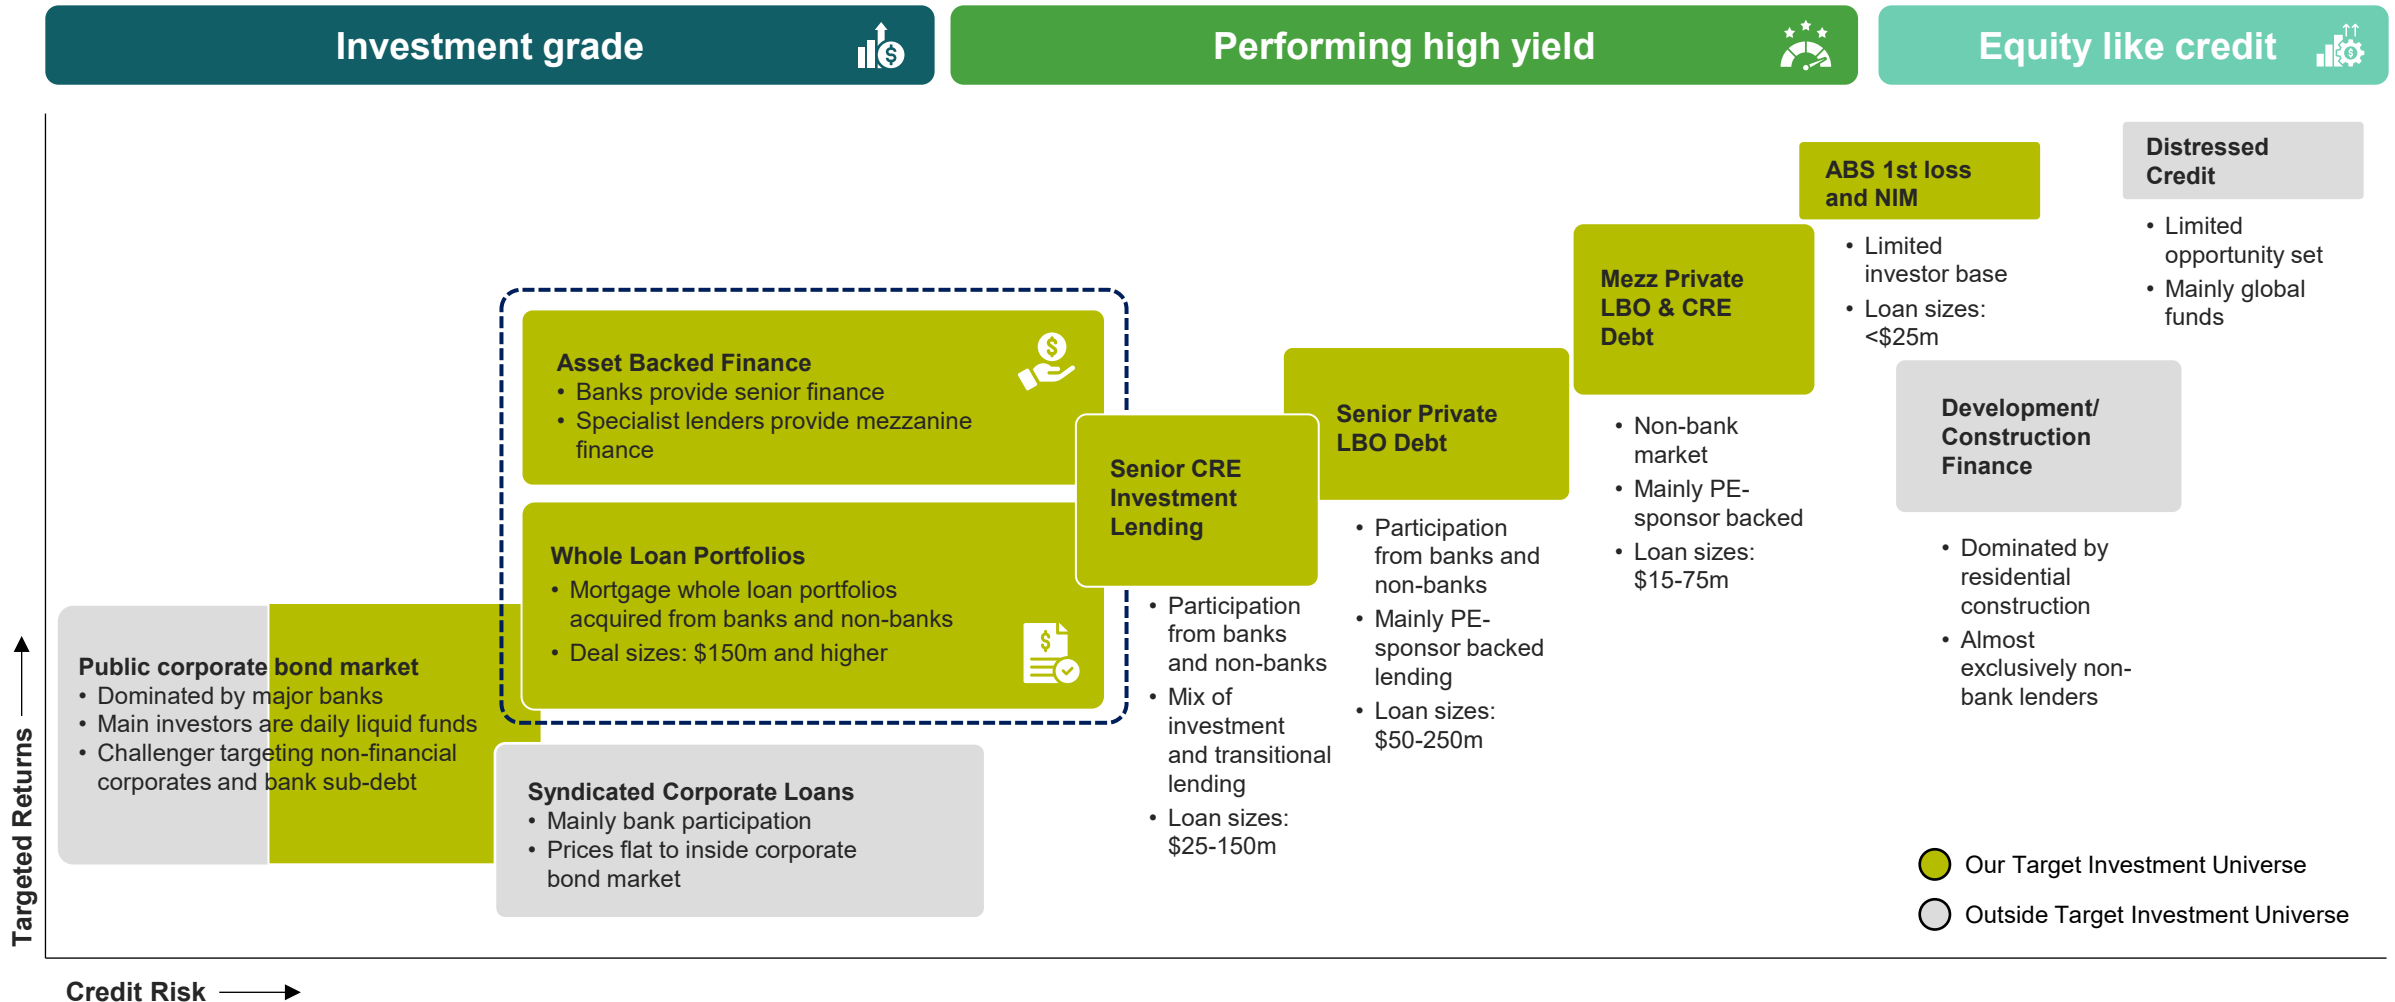 Investment grade
Performing high yield
Equity like credit
Targeted Returns
Credit Risk
Public corporate bond market
• Dominated by major banks
• Main investors are daily liquid funds
• Challenger targeting non-financial
corporates and bank sub-debt
Asset Backed Finance
• Banks provide senior finance
• Specialist lenders provide mezzanine
finance
Whole Loan Portfolios
• Mortgage whole loan portfolios
acquired from banks and non-banks
• Deal sizes: $150m and higher
Syndicated Corporate Loans
• Mainly bank participation
• Prices flat to inside corporate
bond market
Senior CRE
Investment
Lending
• Participation
from banks
and non-banks
• Mix of
investment
and transitional
lending
• Loan sizes:
$25-150m
Senior Private
LBO Debt
• Participation
from banks and
non-banks
• Mainly PE-
sponsor backed
lending
• Loan sizes:
$50-250m
Mezz Private
LBO & CRE
Debt
• Non-bank
market
• Mainly PE-
sponsor backed
• Loan sizes:
$15-75m
ABS 1st loss
and NIM
• Limited
investor base
• Loan sizes:
<$25m
Development/
Construction
Finance
• Dominated by
residential
construction
• Almost
exclusively non-
bank lenders
Distressed
Credit
• Limited
opportunity set
• Mainly global
funds
Our Target Investment Universe
Outside Target Investment Universe